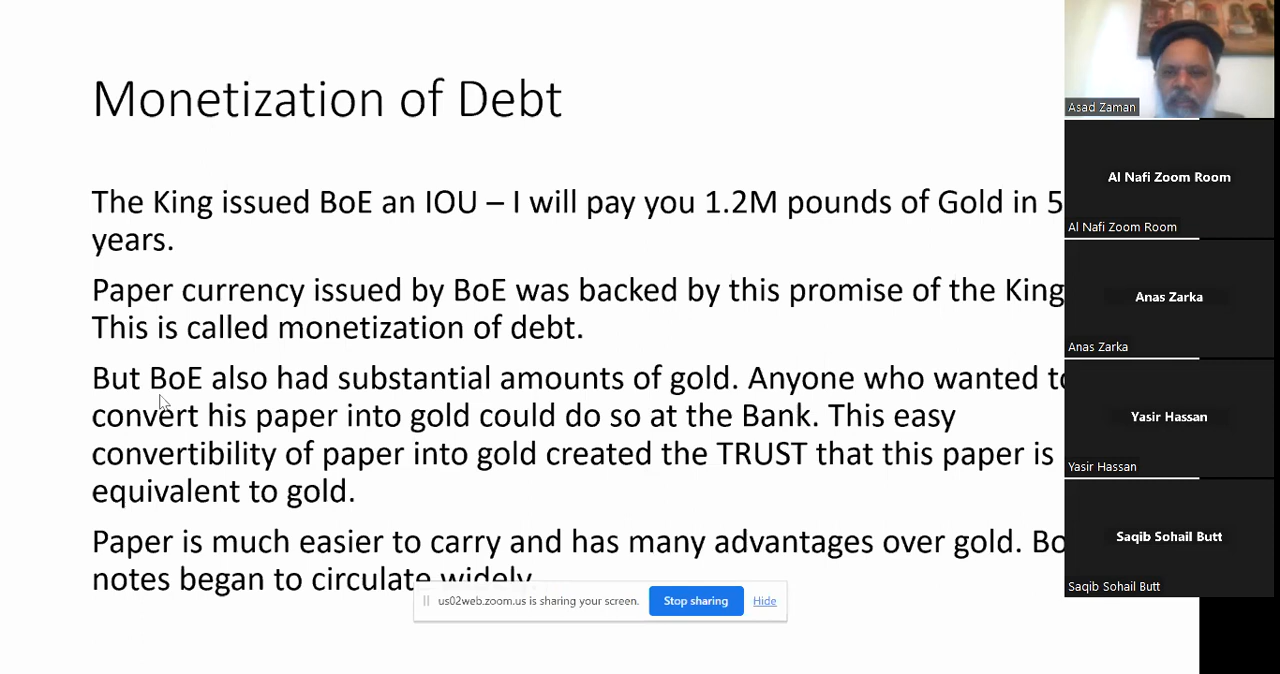 Monetization of Debt
The King issued BoE an IOU – I will pay you 1.2M pounds of Gold in 5
years.
Paper currency issued by BoE was backed by this promise of the King
This is called monetization of debt.
But BoE also had substantial amounts of gold. Anyone who wanted to
convert his paper into gold could do so at the Bank. This easy
convertibility of paper into gold created the TRUST that this paper is
equivalent to gold.
Paper is much easier to carry and has many advantages over gold. Bo
notes began to circulate widely.
us02web.zoom.us is sharing your screen.
Stop sharing
Hide
Asad Zaman
Al Nafi Zoom Room
Al Nafi Zoom Room
Anas Zarka
Anas Zarka
Yasir Hassan
Yasir Hassan
Saqib Sohail Butt
Saqib Sohail Butt